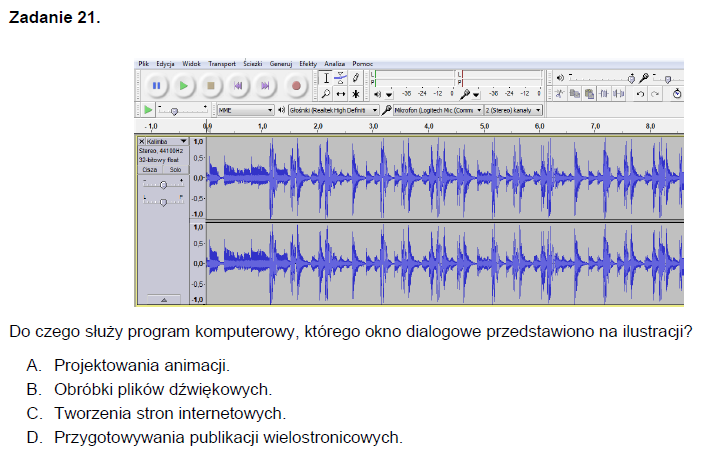 Zadanie 21.
Plik Edycja Widok Transport Ścieżki Generuj Efekty Analiza Pomoc
L
R
L
R
-36 -24 -12 0
-36 -24 -12 0
MME
Głośniki (Realtek High Definiti
Mikrofon (Logitech Mic (Commu
2 (Stereo) kanały
-1,0 0,0 1,0 2,0 3,0 4,0 5,0 6,0 7,0 8,0
Kalimba
Stereo, 44100Hz
32-bitowy float
Cisza Solo
L P
1,0
0,5
0,0
-0,5
-1,0
1,0
0,5
0,0
-0,5
-1,0
Do czego służy program komputerowy, którego okno dialogowe przedstawiono na ilustracji?
A. Projektowania animacji.
B. Obróbki plików dźwiękowych.
C. Tworzenia stron internetowych.
D. Przygotowywania publikacji wielostronicowych.